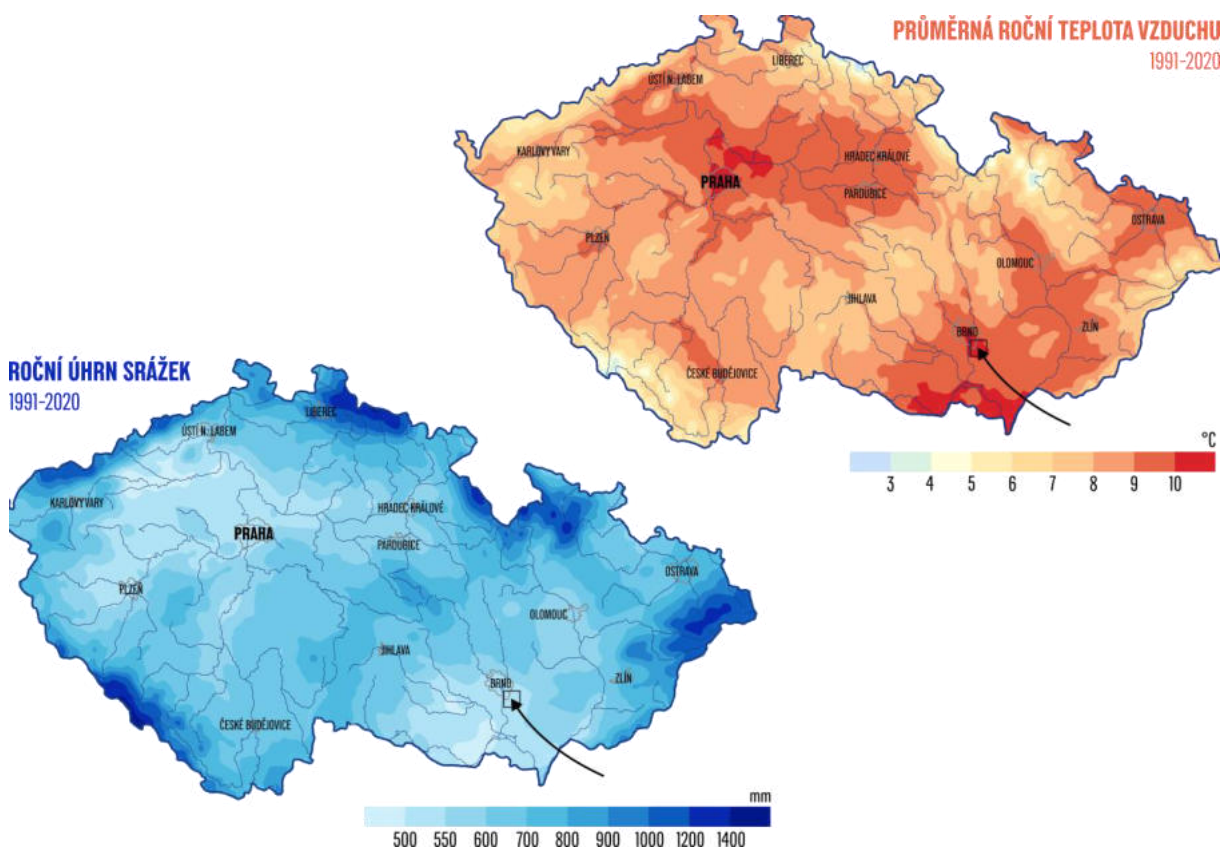 PRŮMĚRNÁ ROČNÍ TEPLOTA VZDUCHU
1991-2020
LIBEREC
ÚSTÍ N. LABEM
KARLOVY VARY
HRADEC KRÁLOVÉ
PRAHA
PARDUBICE
OSTRAVA
PLZEŇ
OLOMOUC
JIHLAVA
BRNO
ZLÍN
ČESKÉ BUDĚJOVICE
°C
3 4 5 6 7 8 9 10
ROČNÍ ÚHRN SRÁŽEK
1991-2020
LIBEREC
ÚSTÍ N. LABEM
KARLOVY VARY
HRADEC KRÁLOVÉ
PRAHA
PARDUBICE
OSTRAVA
PLZEŇ
OLOMOUC
JIHLAVA
ZLÍN
BRNO
ČESKÉ BUDĚJOVICE
mm
500 550 600 700 800 900 1000 1200 1400